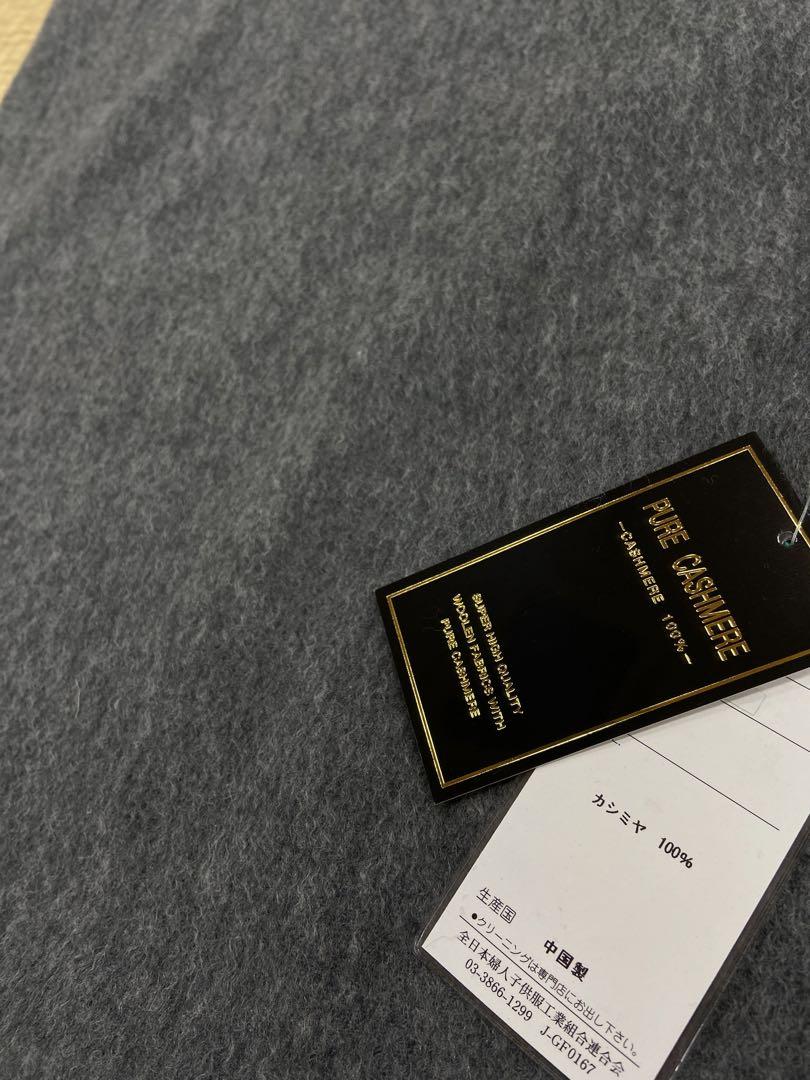 PURE CASHMERE
—CASHMERE 100%—
SUPER HIGH QUALITY
WOOLEN FABRICS WITH
PURE CASHMERE
カシミヤ 100%
生産国 中国製
●クリーニングは専門店にお出し下さい。
全日本婦人子供服工業組合連合会
03-3866-1299 J-GF0167